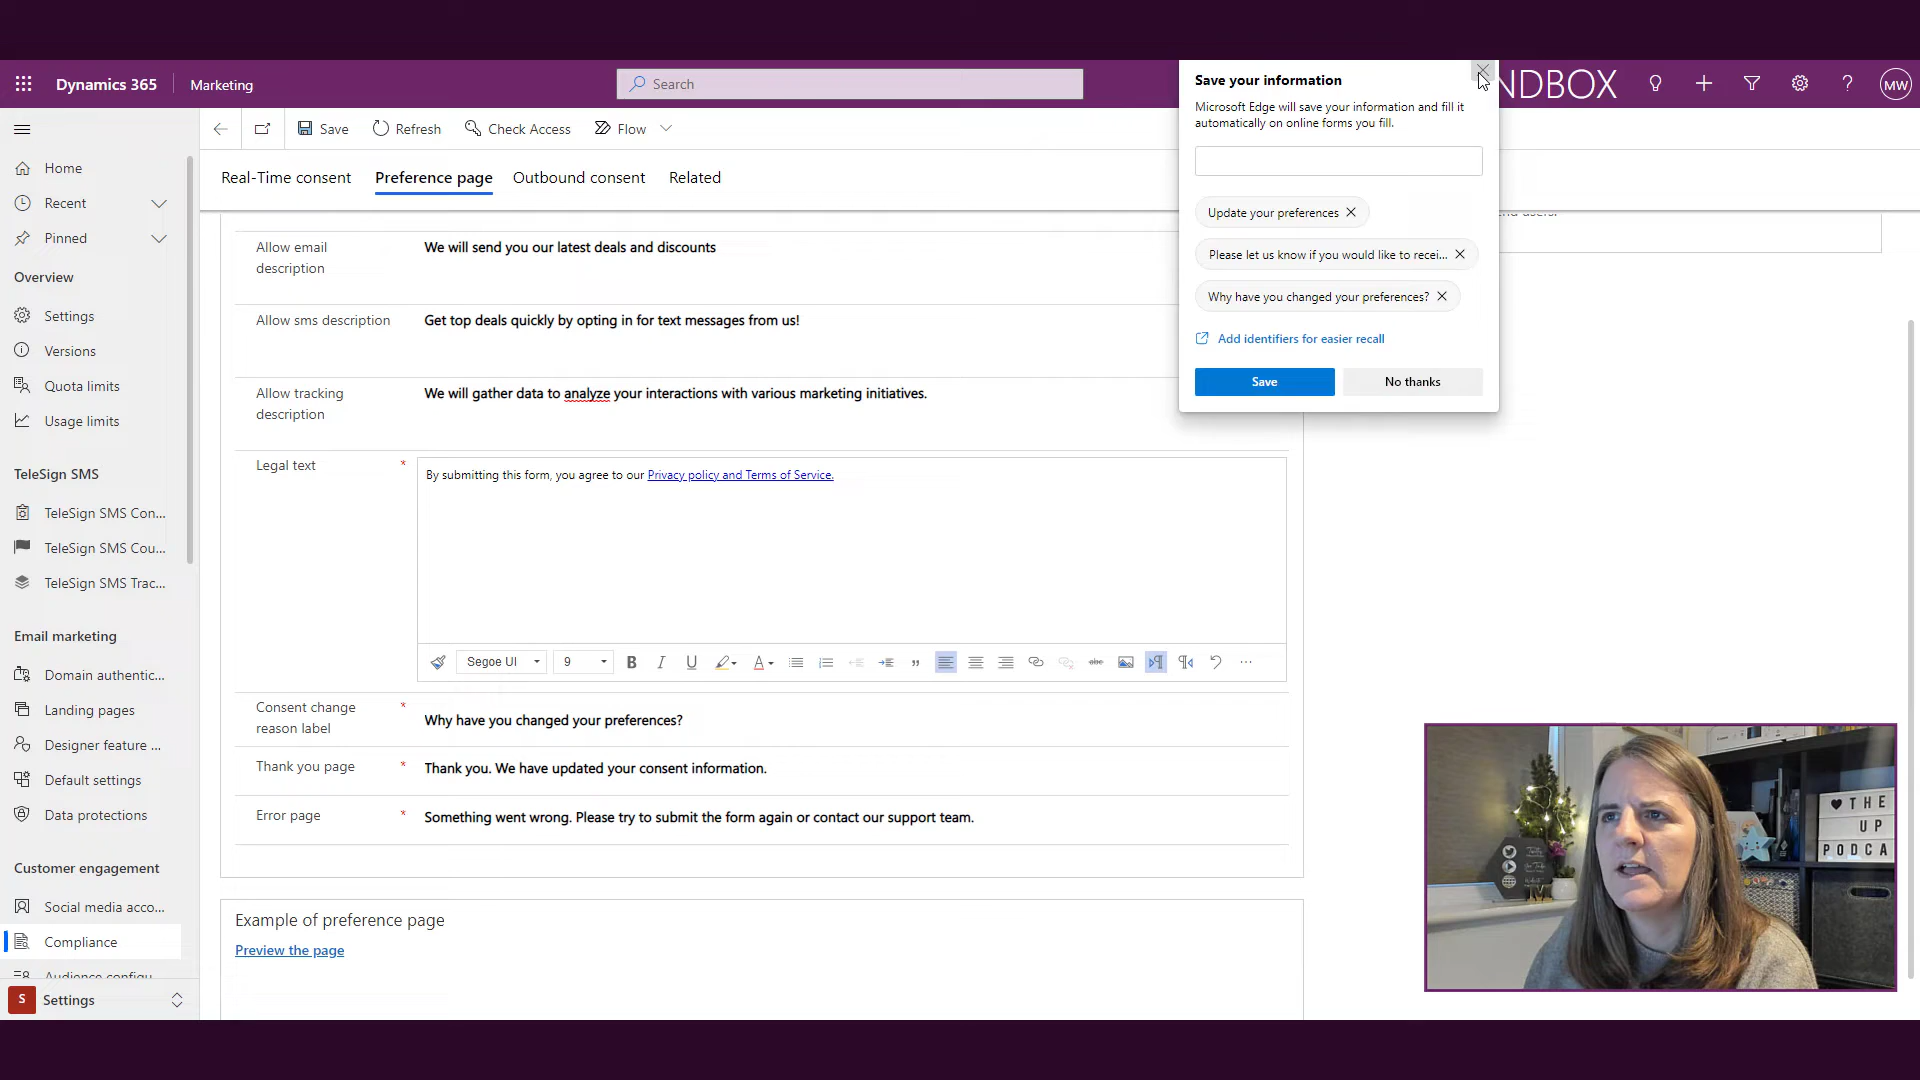 Dynamics 365
Marketing
Search
NDBOX
MW
Save
Refresh
Check Access
Flow
Real-Time consent
Preference page
Outbound consent
Related
Home
Recent
Pinned
Overview
Settings
Versions
Quota limits
Usage limits
TeleSign SMS
TeleSign SMS Con...
TeleSign SMS Cou...
TeleSign SMS Trac...
Email marketing
Domain authentic...
Landing pages
Designer feature ...
Default settings
Data protections
Customer engagement
Social media acco...
Compliance
Audience configu
S Settings
Allow email
description
We will send you our latest deals and discounts
Allow sms description
Get top deals quickly by opting in for text messages from us!
Allow tracking
description
We will gather data to analyze your interactions with various marketing initiatives.
Legal text *
By submitting this form, you agree to our Privacy policy and Terms of Service.
Segoe UI
9
B I U
A
abc
...
Consent change
reason label *
Why have you changed your preferences?
Thank you page *
Thank you. We have updated your consent information.
Error page *
Something went wrong. Please try to submit the form again or contact our support team.
Example of preference page
Preview the page
Save your information
Microsoft Edge will save your information and fill it
automatically on online forms you fill.
Update your preferences
Please let us know if you would like to recei...
Why have you changed your preferences?
Add identifiers for easier recall
Save
No thanks
users.
THE
UP
PODCA